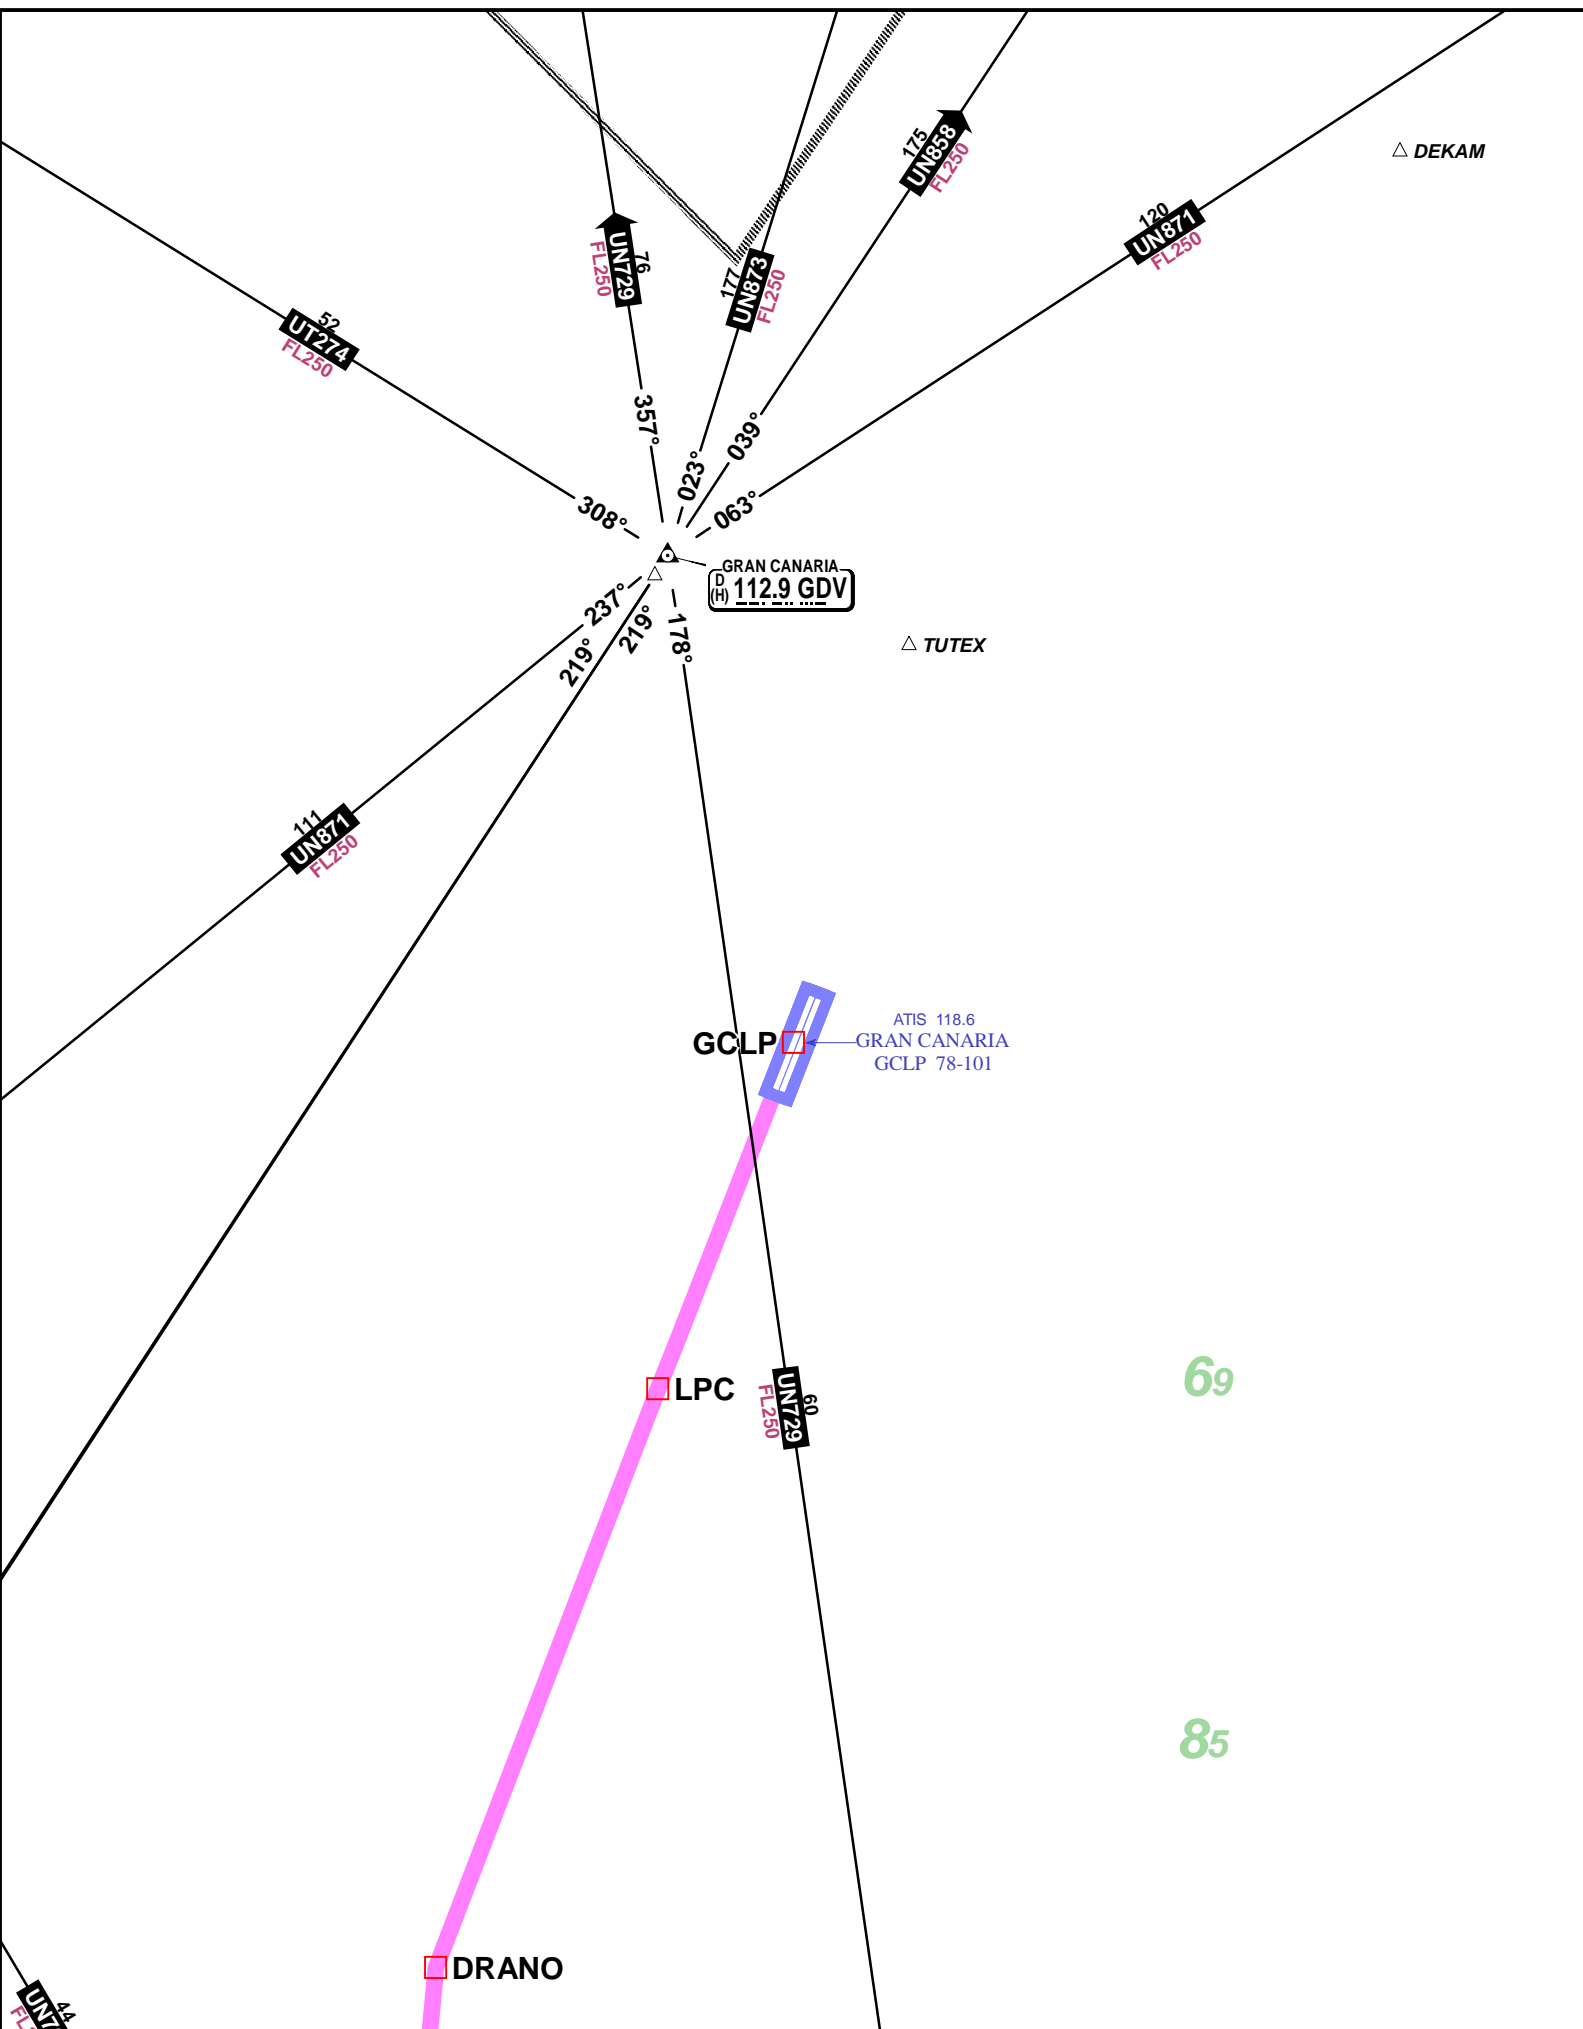 175
UN858
FL250
DEKAM
120
UN871
FL250
76
UN729
FL250
177
UN873
FL250
52
UT274
FL250
357°
023°
039°
063°
308°
GRAN CANARIA
D
(H) 112.9 GDV
237°
219°
219°
178°
TUTEX
111
UN871
FL250
ATIS 118.6
GCLP
GRAN CANARIA
GCLP 78-101
LPC
60
UN729
FL250
69
85
DRANO
44